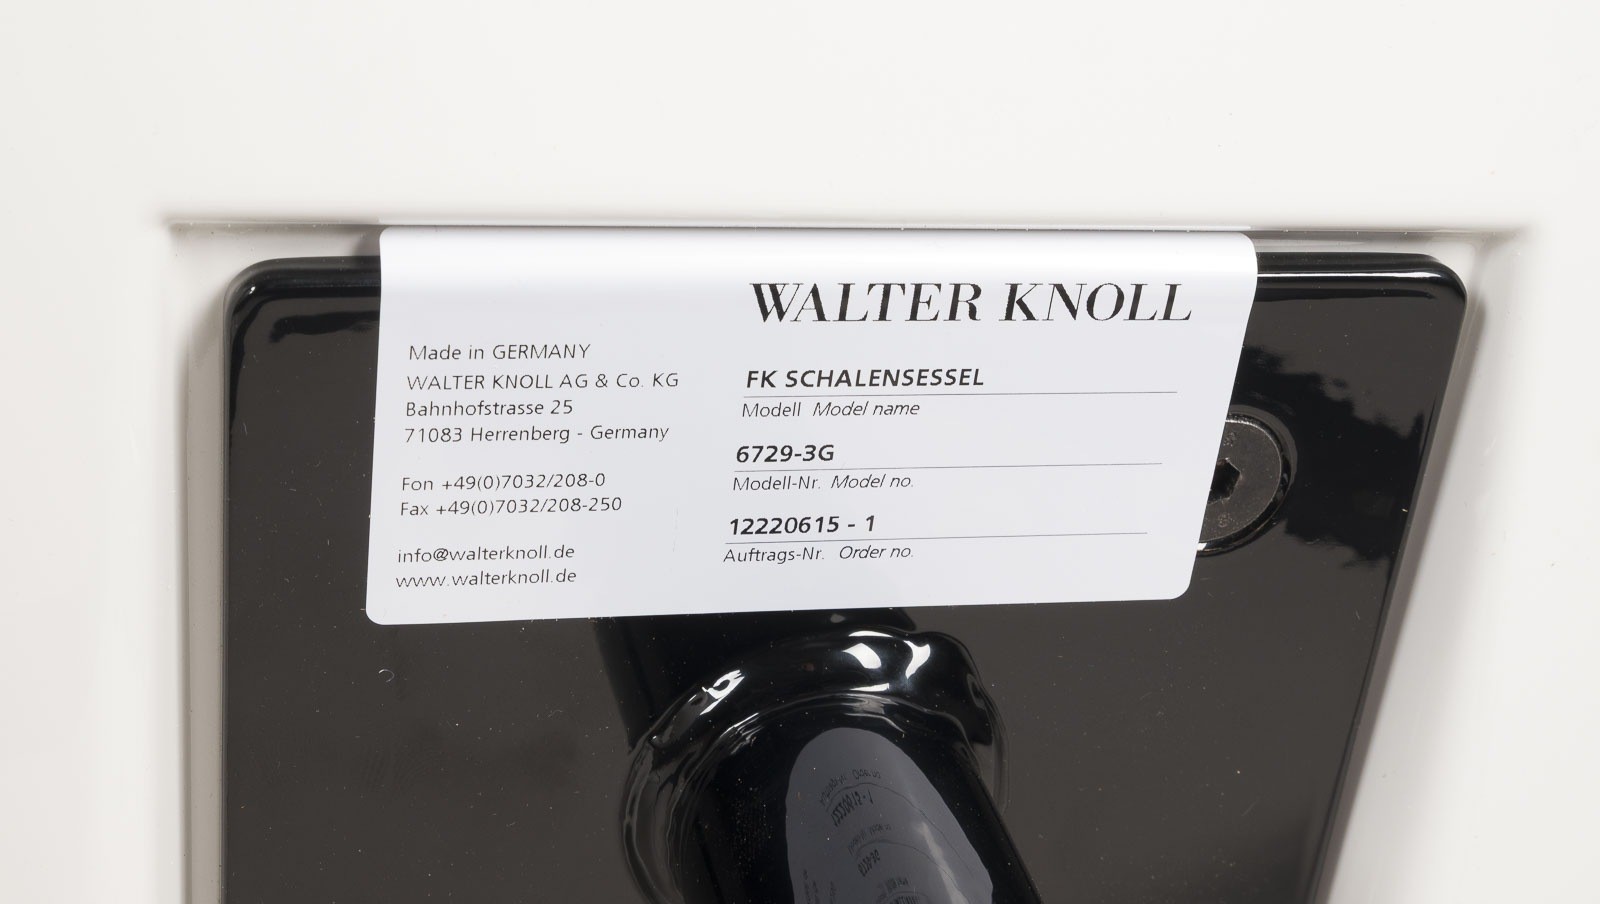 WALTER KNOLL
Made in GERMANY
WALTER KNOLL AG & Co. KG
Bahnhofstrasse 25
71083 Herrenberg - Germany
Fon +49(0)7032/208-0
Fax +49(0)7032/208-250
info@walterknoll.de
www.walterknoll.de
FK SCHALENSESSEL
Modell Model name
6729-3G
Modell-Nr. Model no.
12220615 - 1
Auftrags-Nr. Order no.